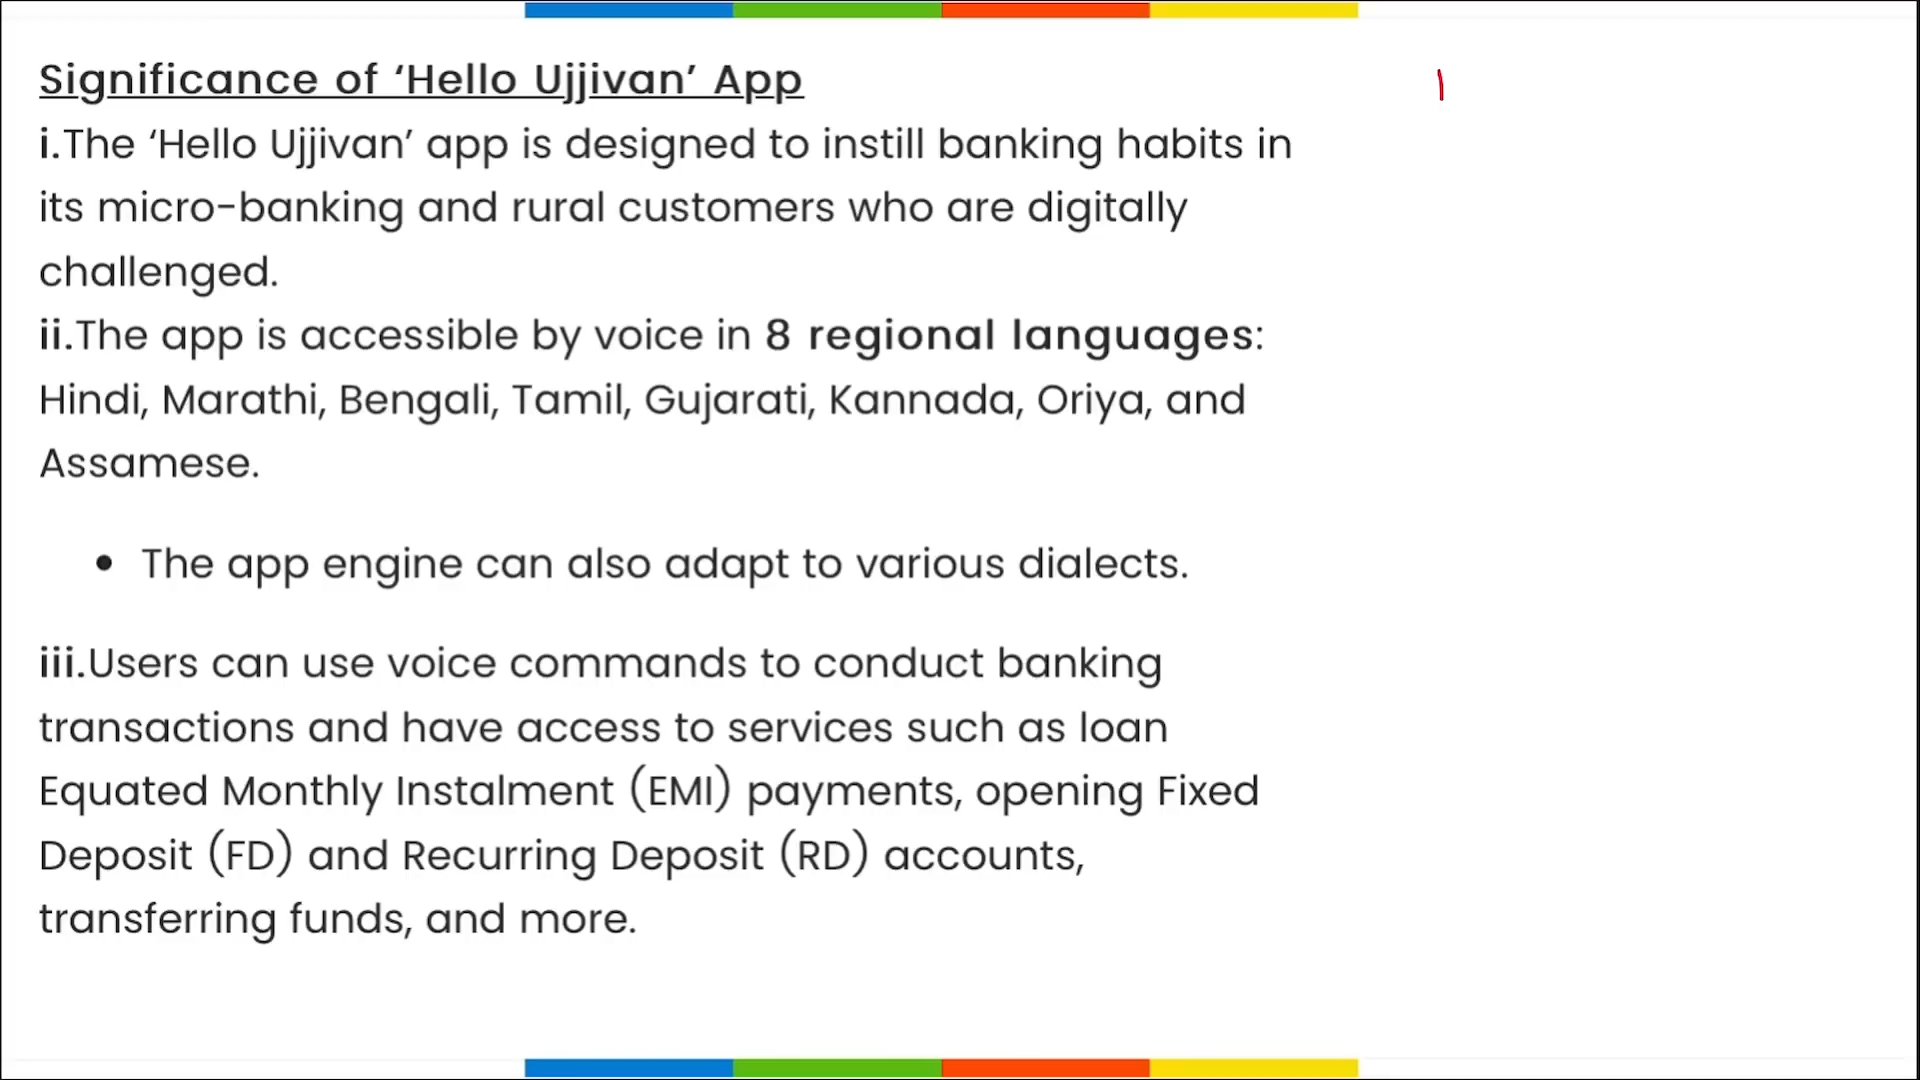 Significance of ‘Hello Ujjivan’ App
i.The ‘Hello Ujjivan’ app is designed to instill banking habits in
its micro-banking and rural customers who are digitally
challenged.
ii.The app is accessible by voice in 8 regional languages:
Hindi, Marathi, Bengali, Tamil, Gujarati, Kannada, Oriya, and
Assamese.
• The app engine can also adapt to various dialects.
iii.Users can use voice commands to conduct banking
transactions and have access to services such as loan
Equated Monthly Instalment (EMI) payments, opening Fixed
Deposit (FD) and Recurring Deposit (RD) accounts,
transferring funds, and more.